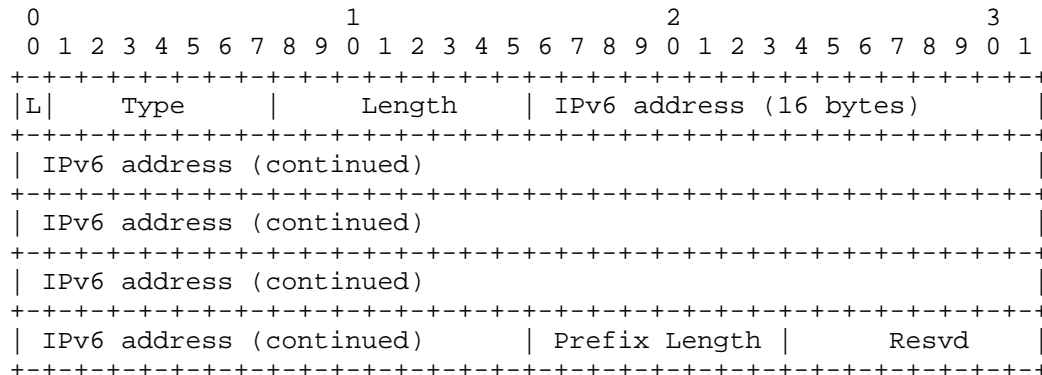 0                   1                   2                   3
 0 1 2 3 4 5 6 7 8 9 0 1 2 3 4 5 6 7 8 9 0 1 2 3 4 5 6 7 8 9 0 1
+-+-+-+-+-+-+-+-+-+-+-+-+-+-+-+-+-+-+-+-+-+-+-+-+-+-+-+-+-+-+-+-+
|L|    Type     |     Length    | IPv6 address (16 bytes)       |
+-+-+-+-+-+-+-+-+-+-+-+-+-+-+-+-+-+-+-+-+-+-+-+-+-+-+-+-+-+-+-+-+
| IPv6 address (continued)                                      |
+-+-+-+-+-+-+-+-+-+-+-+-+-+-+-+-+-+-+-+-+-+-+-+-+-+-+-+-+-+-+-+-+
| IPv6 address (continued)                                      |
+-+-+-+-+-+-+-+-+-+-+-+-+-+-+-+-+-+-+-+-+-+-+-+-+-+-+-+-+-+-+-+-+
| IPv6 address (continued)                                      |
+-+-+-+-+-+-+-+-+-+-+-+-+-+-+-+-+-+-+-+-+-+-+-+-+-+-+-+-+-+-+-+-+
| IPv6 address (continued)      | Prefix Length |      Resvd    |
+-+-+-+-+-+-+-+-+-+-+-+-+-+-+-+-+-+-+-+-+-+-+-+-+-+-+-+-+-+-+-+-+